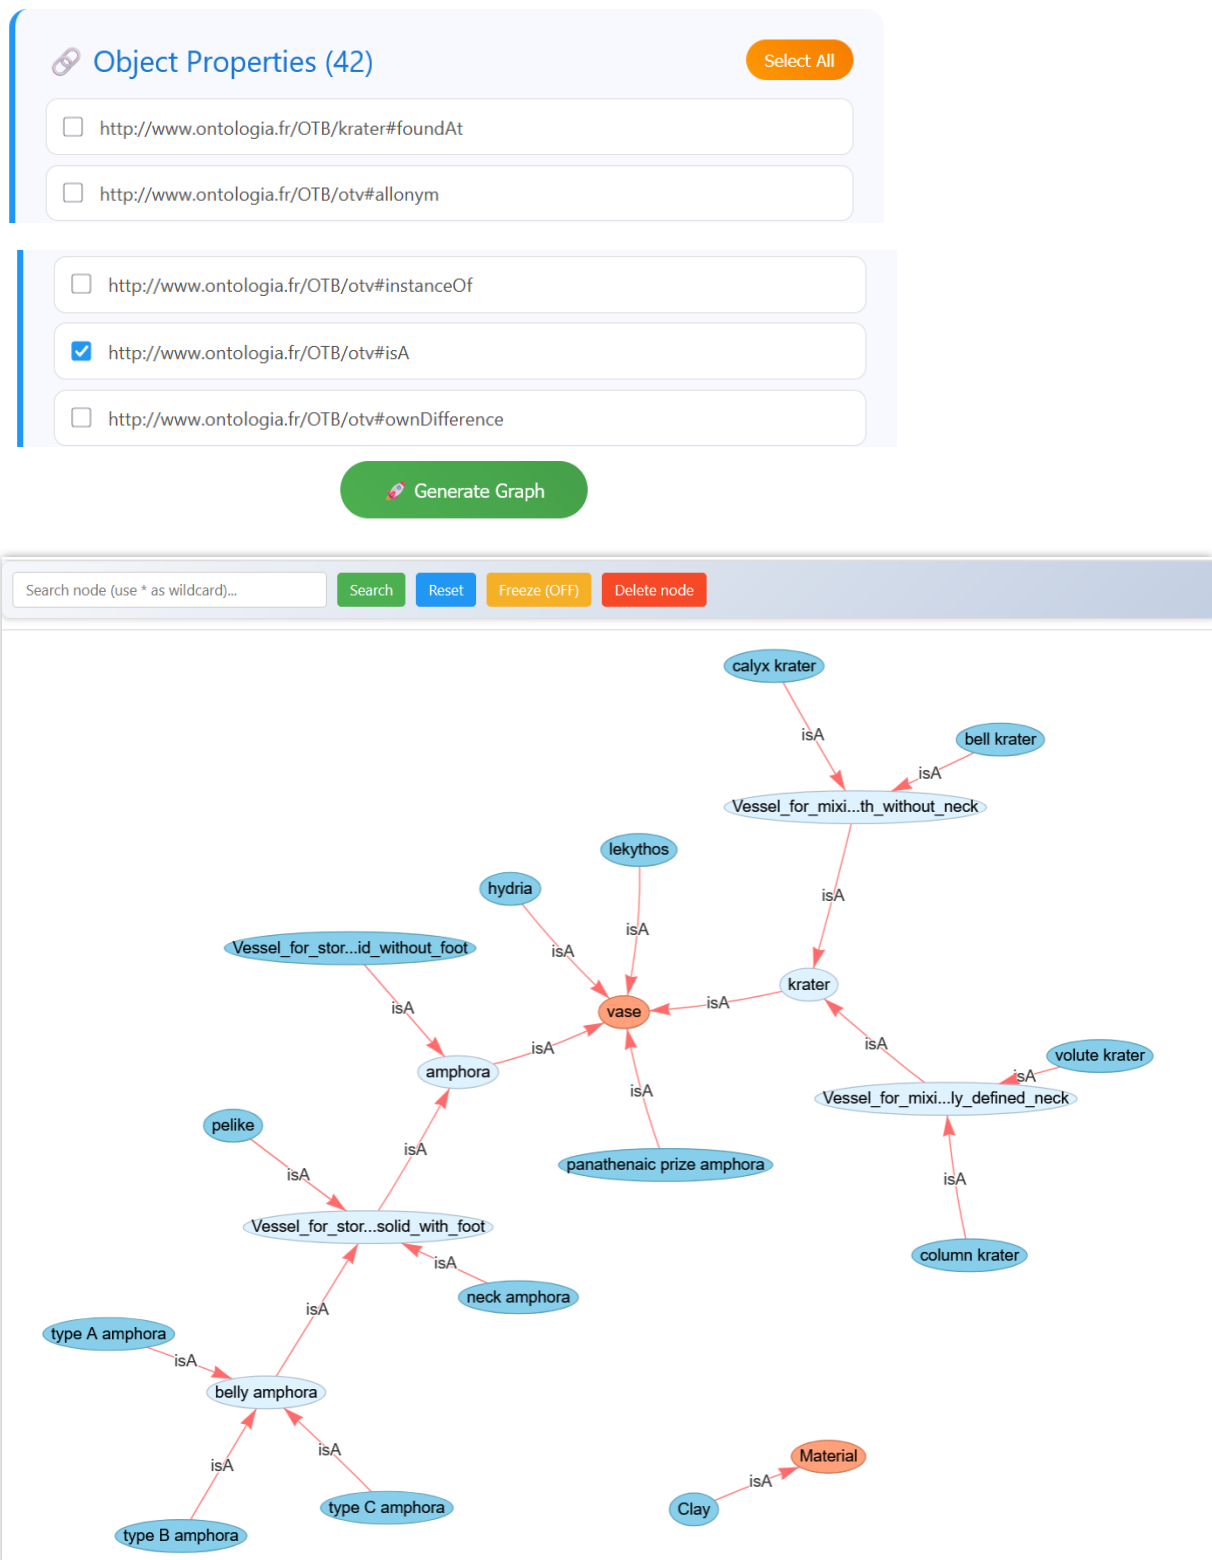 Object Properties (42)
Select All
http://www.ontologia.fr/OTB/krater#foundAt
http://www.ontologia.fr/OTB/otv#allonym
http://www.ontologia.fr/OTB/otv#instanceOf
http://www.ontologia.fr/OTB/otv#isA
http://www.ontologia.fr/OTB/otv#ownDifference
Generate Graph
Search node (use * as wildcard)...
Search
Reset
Freeze (OFF)
Delete node
calyx krater
isA
bell krater
isA
Vessel_for_mixi...th_without_neck
lekythos
hydria
isA
isA
isA
Vessel_for_stor...id_without_foot
krater
isA
isA
vase
isA
isA
volute krater
amphora
isA
isA
Vessel_for_mixi...ly_defined_neck
pelike
isA
panathenaic prize amphora
isA
isA
Vessel_for_stor...solid_with_foot
column krater
isA
neck amphora
isA
type A amphora
isA
belly amphora
isA
isA
Material
isA
type C amphora
Clay
type B amphora